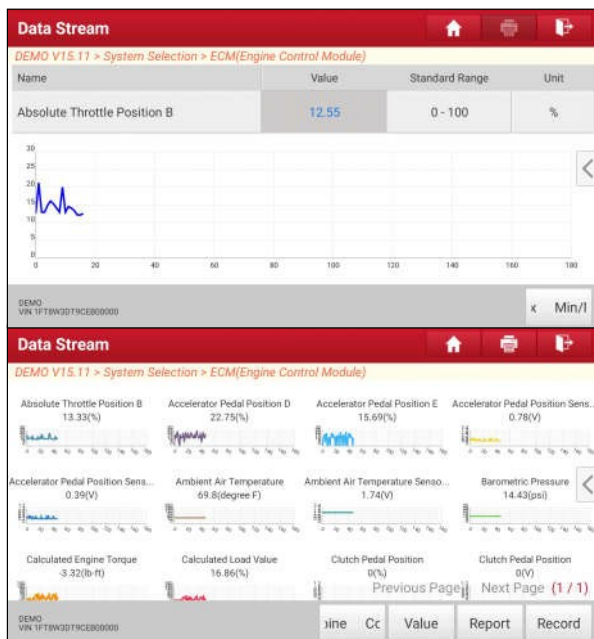 Data Stream
DEMO V15.11 > System Selection > ECM(Engine Control Module)
Name Value Standard Range Unit
Absolute Throttle Position B 12.55 0 - 100 %
30
25
20
15
10
5
0
0 20 40 60 80 100 120 140 160 180
DEMO
VIN 1FT8W3DT9CEB00000
x Min/I
Data Stream
DEMO V15.11 > System Selection > ECM(Engine Control Module)
Absolute Throttle Position B Accelerator Pedal Position D Accelerator Pedal Position E Accelerator Pedal Position Sens...
13.33(%) 22.75(%) 15.69(%) 0.78(V)
Accelerator Pedal Position Sena... Ambient Air Temperature Ambient Air Temperature Senso... Barometric Pressure
0.39(V) 69.8(degree F) 1.74(V) 14.43(psi)
Calculated Engine Torque Calculated Load Value Clutch Pedal Position Clutch Pedal Position
-3.32(lb-ft) 16.86(%) 0(%) 0(V)
Previous Page Next Page (1 / 1)
DEMO
VIN 1FT8W3DT9CEB00000
Value Report Record